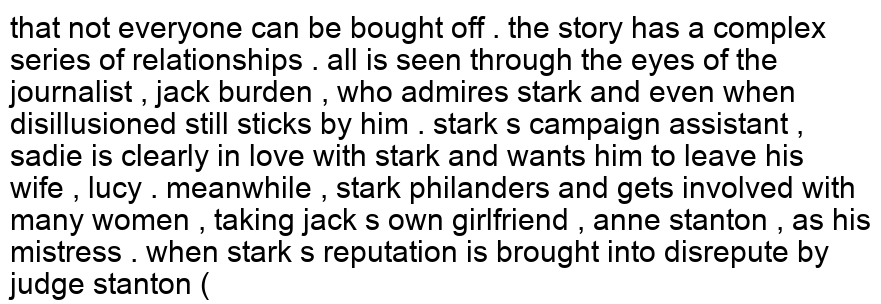 that not everyone can be bought off . the story has a complex
series of relationships . all is seen through the eyes of the
journalist , jack burden , who admires stark and even when
disillusioned still sticks by him . stark s campaign assistant ,
sadie is clearly in love with stark and wants him to leave his
wife , lucy . meanwhile , stark philanders and gets involved with
many women , taking jack s own girlfriend , anne stanton , as his
mistress . when stark s reputation is brought into disrepute by
judge stanton (